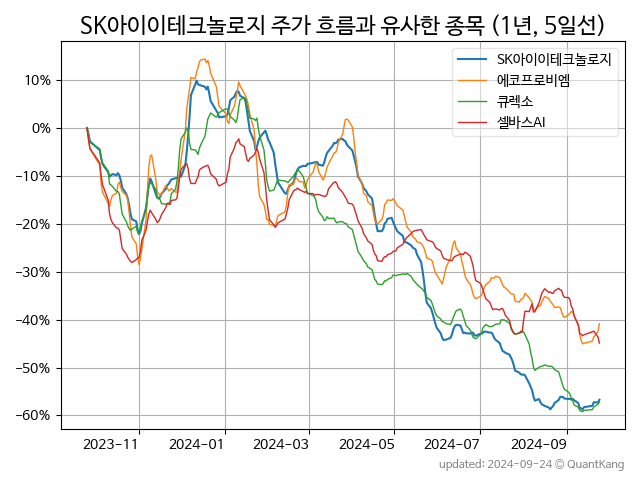 SK아이이테크놀로지 주가 흐름과 유사한 종목 (1년, 5일선)
SK아이이테크놀로지
에코프로비엠
큐렉소
셀바스AI
10%
0%
−10%
−20%
−30%
−40%
−50%
−60%
2023−11 2024−01 2024−03 2024−05 2024−07 2024−09
updated: 2024-09-24 © QuantKang